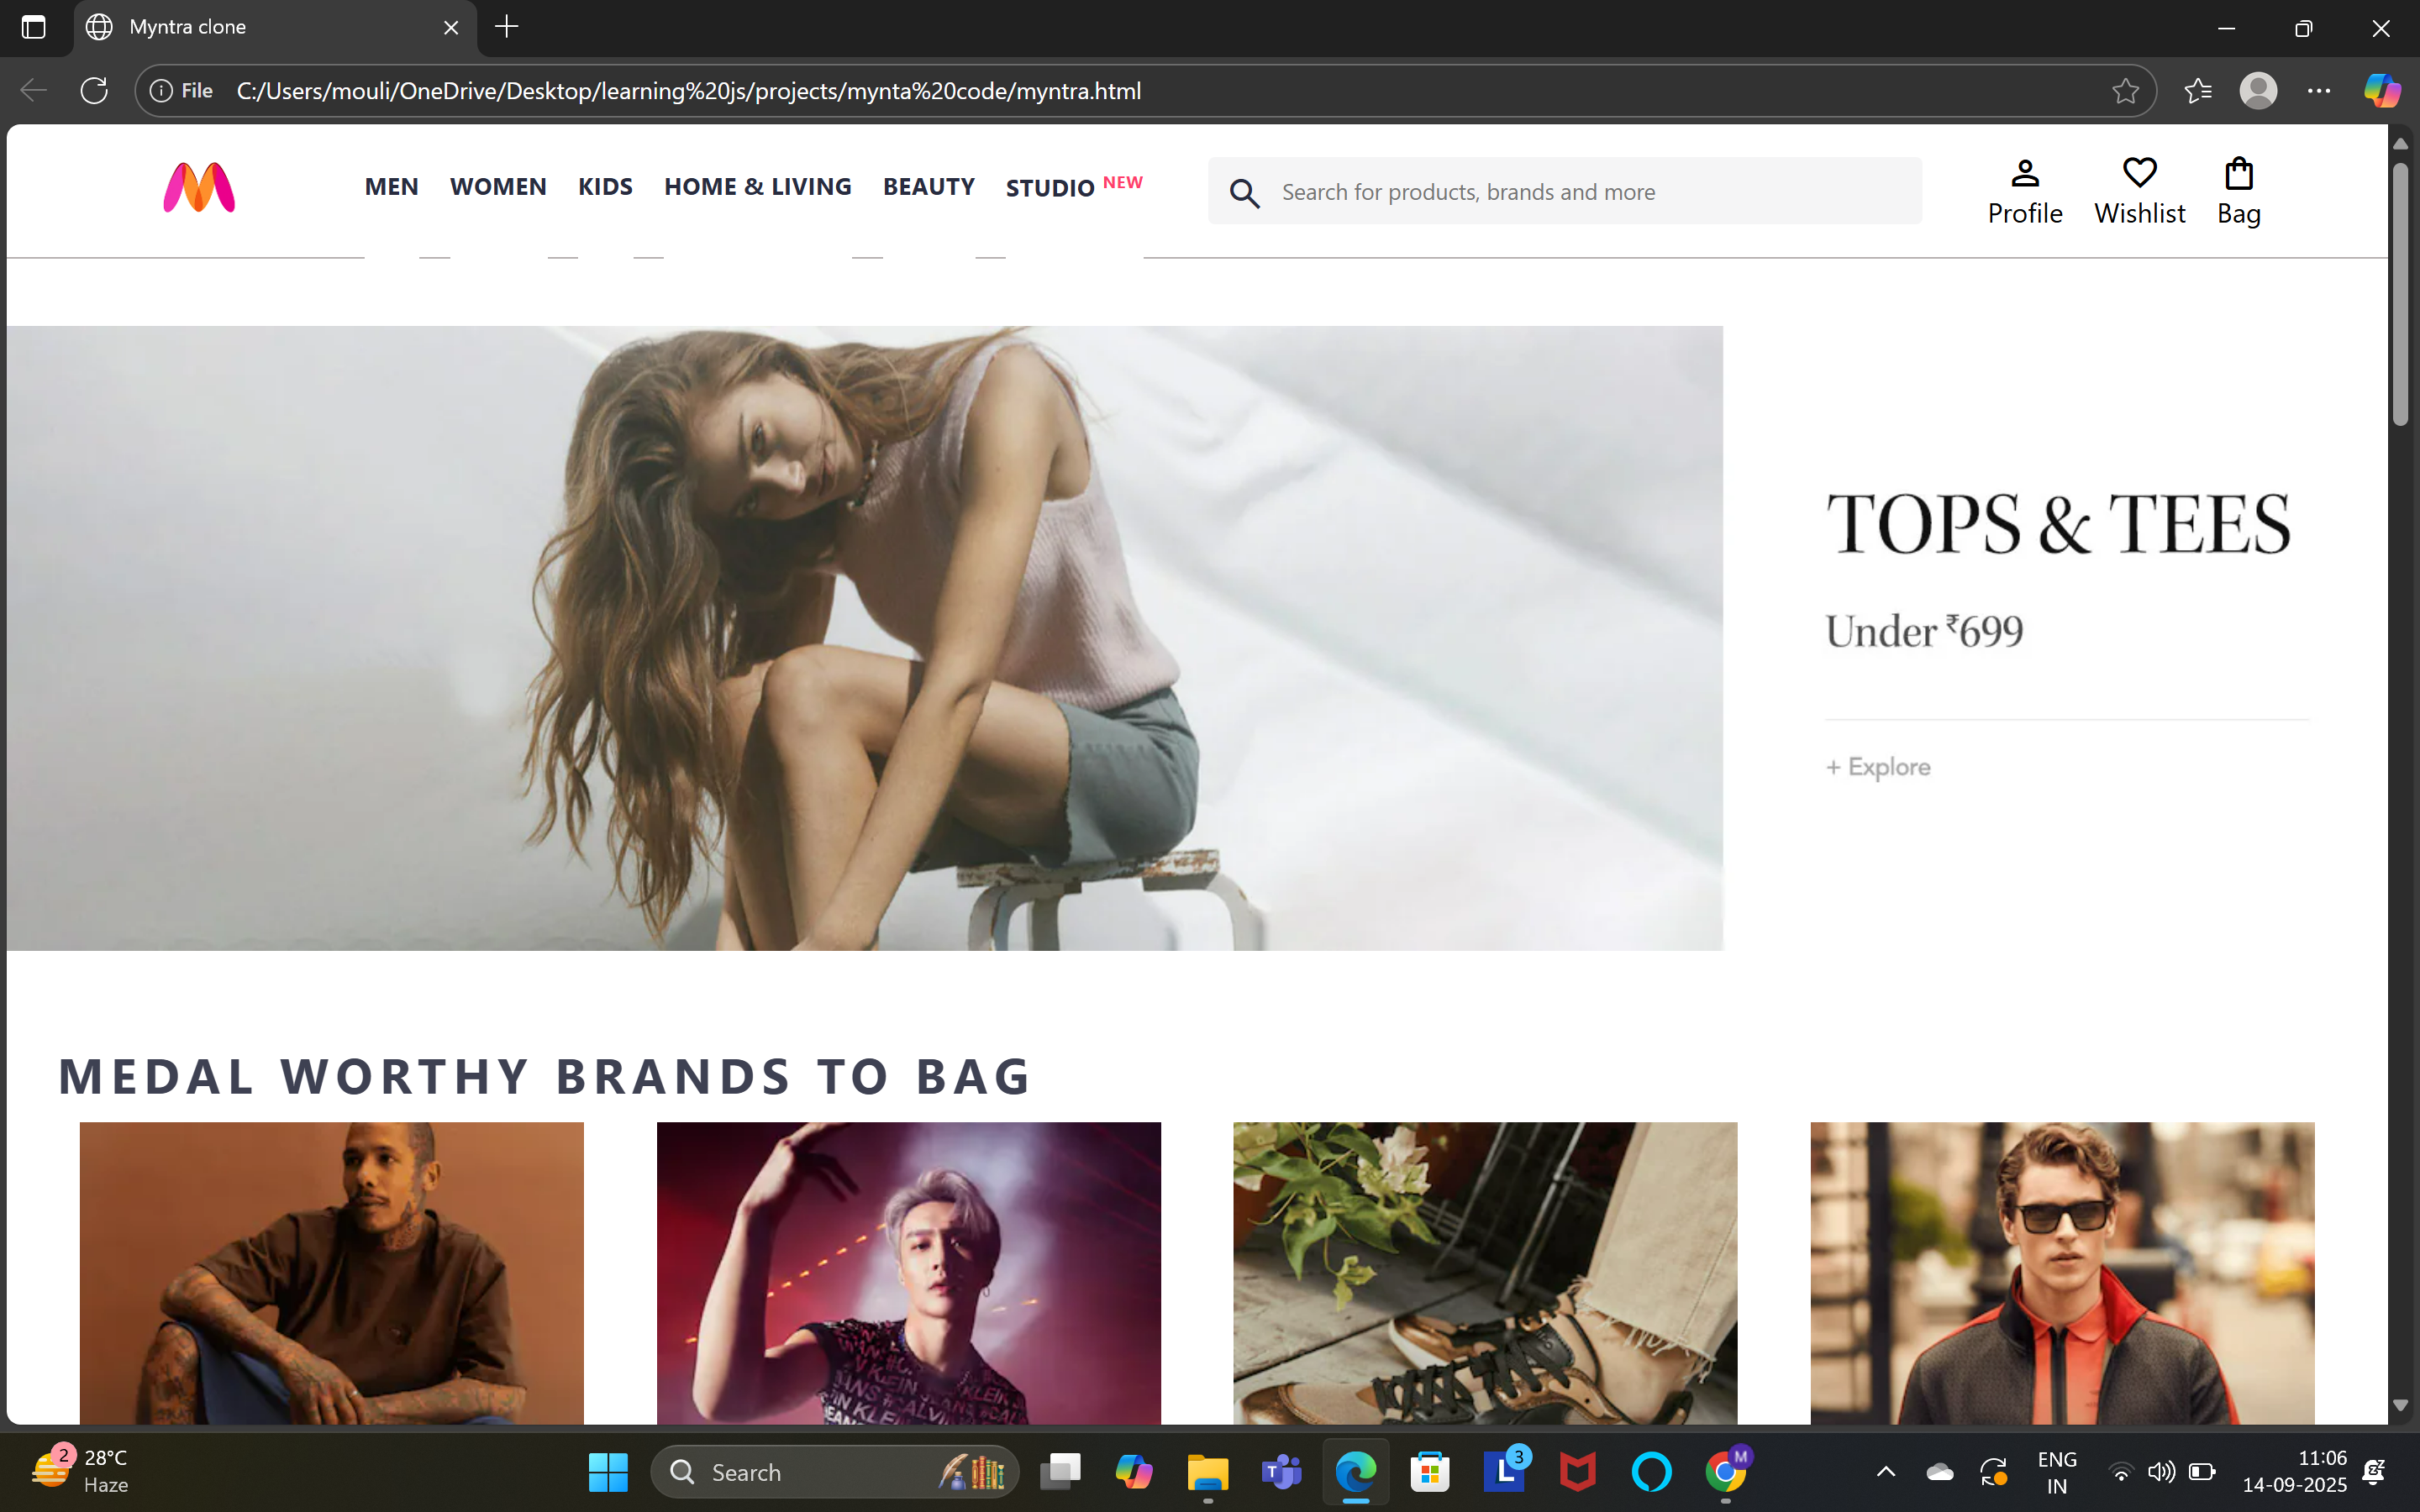 Myntra clone
File C:/Users/mouli/OneDrive/Desktop/learning%20js/projects/mynta%20code/myntra.html
MEN WOMEN KIDS HOME & LIVING BEAUTY STUDIO NEW
Search for products, brands and more
Profile Wishlist Bag
TOPS & TEES
Under ₹699
+ Explore
MEDAL WORTHY BRANDS TO BAG
2
28°C
Haze
Search
T
L
3
M
ENG
IN
11:06
14-09-2025